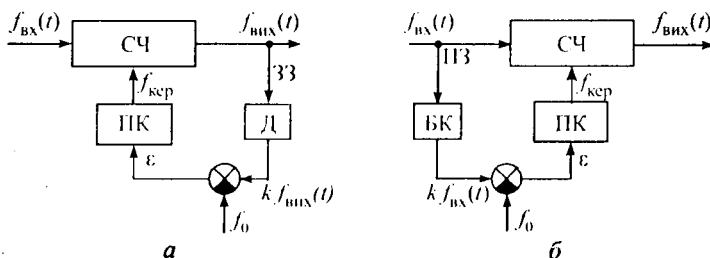 f_вх(t) СЧ f_вих(t)
ЗЗ
f_кер
ПК Д
ε
k f_вих(t)
f_0
а
f_вх(t) СЧ f_вих(t)
ПЗ
f_кер
БК ПК
ε
k f_вх(t)
f_0
б